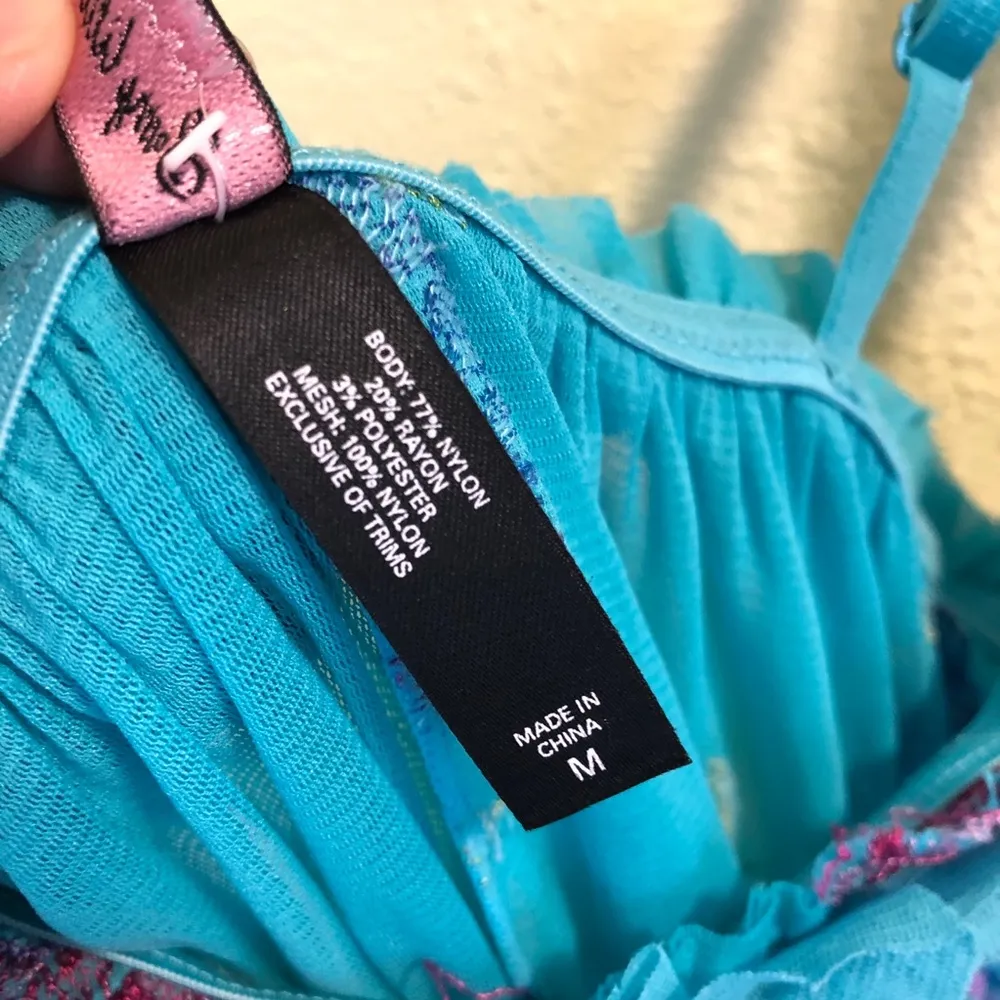 BODY: 77% NYLON
20% RAYON
3% POLYESTER
MESH: 100% NYLON
EXCLUSIVE OF TRIMS
MADE IN
CHINA
M